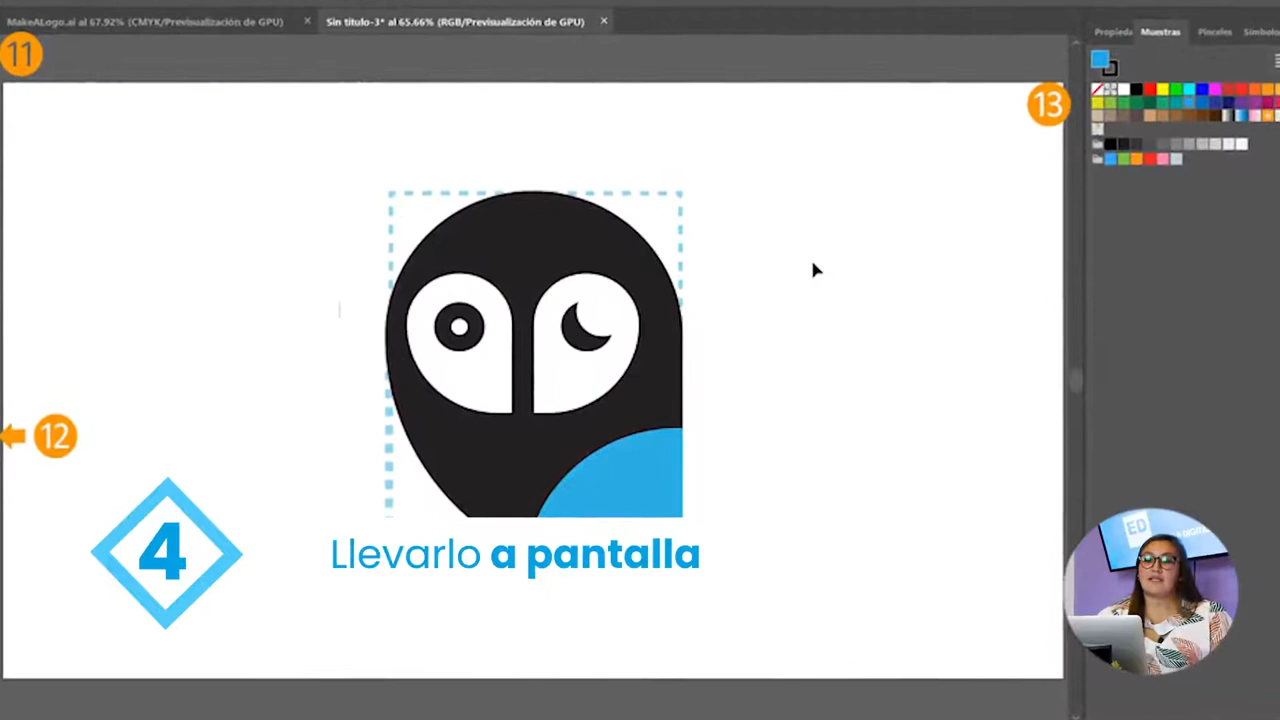 MakeALogo.ai al 67.92% (CMYK/Previsualización de GPU) ×
Sin título-3* al 65.66% (RGB/Previsualización de GPU) ×
Propieda Muestras Pinceles Símbolo
11
13
12
4
Llevarlo a pantalla
ED